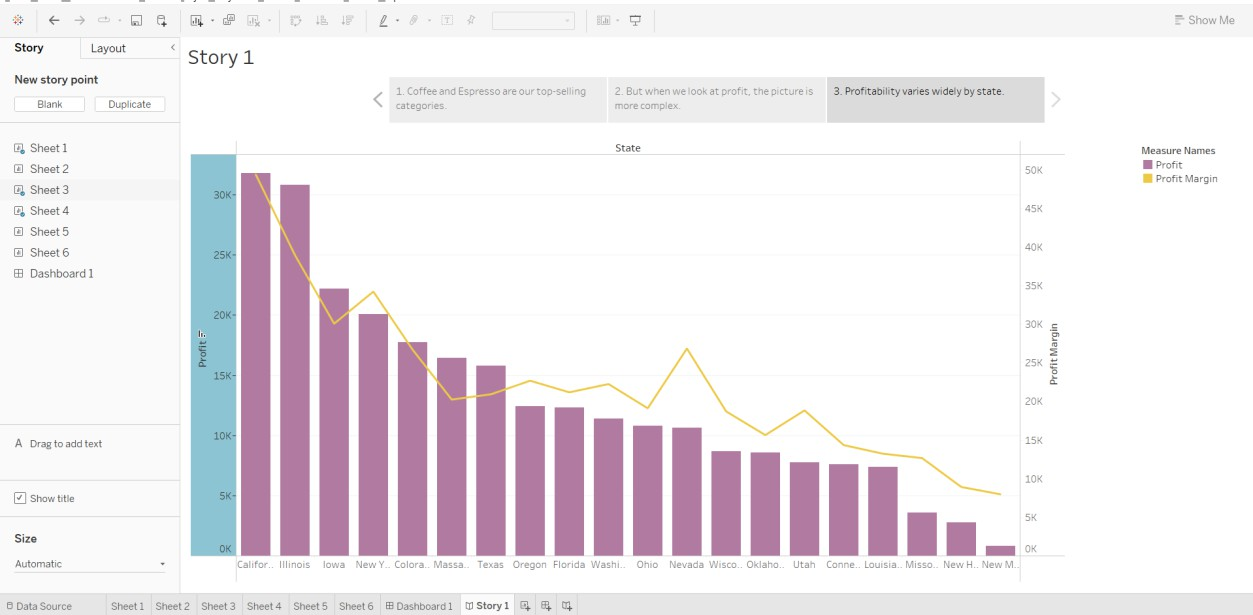 Show Me
Story
Layout
New story point
Blank
Duplicate
Sheet 1
Sheet 2
Sheet 3
Sheet 4
Sheet 5
Sheet 6
Dashboard 1
A Drag to add text
Show title
Size
Automatic
Story 1
1. Coffee and Espresso are our top-selling
categories.
2. But when we look at profit, the picture is
more complex.
3. Profitability varies widely by state.
State
Profit
30K
25K
20K
15K
10K
5K
0K
50K
45K
40K
35K
30K
25K
20K
15K
10K
5K
0K
Profit Margin
Califor.. Illinois Iowa New Y.. Colora.. Massa.. Texas Oregon Florida Washi.. Ohio Nevada Wisco.. Oklaho.. Utah Conne.. Louisia.. Misso.. New H.. New M..
Measure Names
Profit
Profit Margin
Data Source Sheet 1 Sheet 2 Sheet 3 Sheet 4 Sheet 5 Sheet 6 Dashboard 1 Story 1